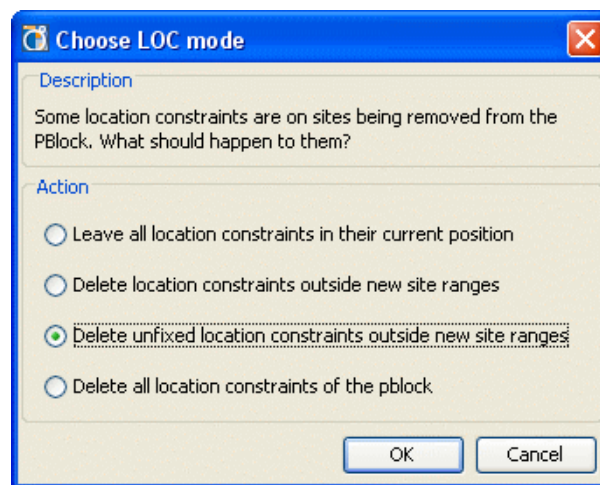 Choose LOC mode
Description
Some location constraints are on sites being removed from the
PBlock. What should happen to them?
Action
Leave all location constraints in their current position
Delete location constraints outside new site ranges
Delete unfixed location constraints outside new site ranges
Delete all location constraints of the pblock
OK Cancel